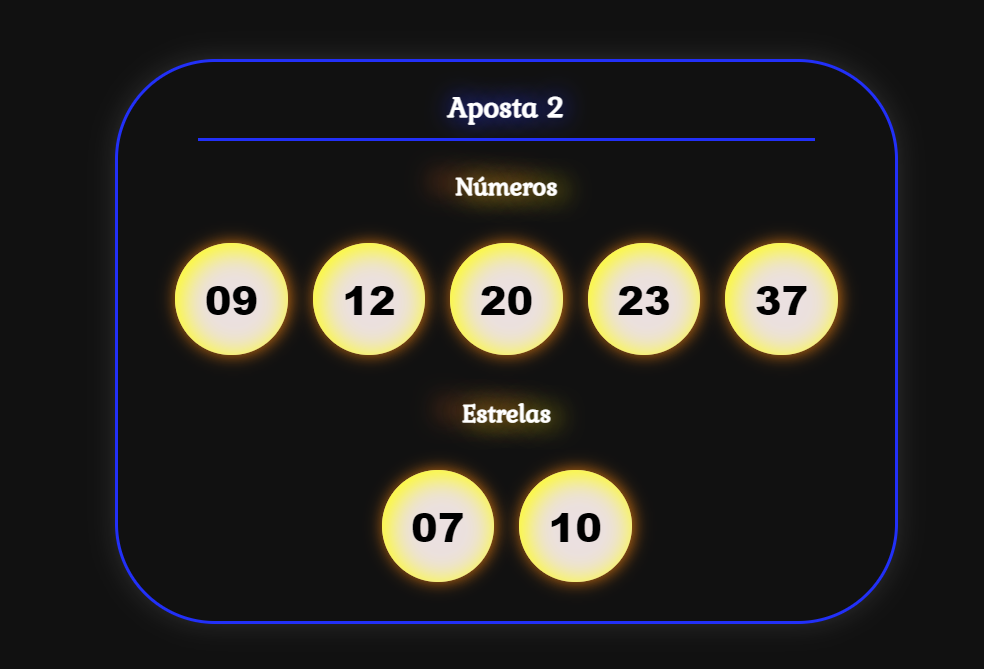 Aposta 2
Números
09 12 20 23 37
Estrelas
07 10